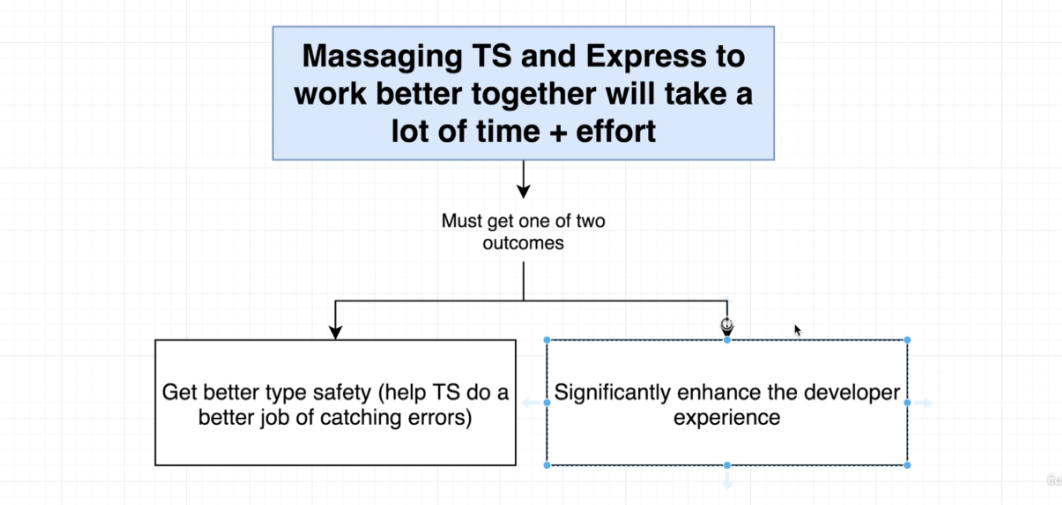 Massaging TS and Express to
work better together will take a
lot of time + effort
Must get one of two
outcomes
Get better type safety (help TS do a
better job of catching errors)
Significantly enhance the developer
experience